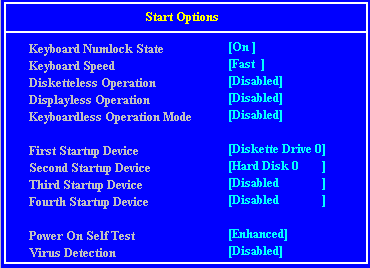 Start Options
Keyboard Numlock State [On ]
Keyboard Speed [Fast ]
Disketteless Operation [Disabled]
Displayless Operation [Disabled]
Keyboardless Operation Mode [Disabled]
First Startup Device [Diskette Drive 0]
Second Startup Device [Hard Disk 0 ]
Third Startup Device [Disabled ]
Fourth Startup Device [Disabled ]
Power On Self Test [Enhanced]
Virus Detection [Disabled]